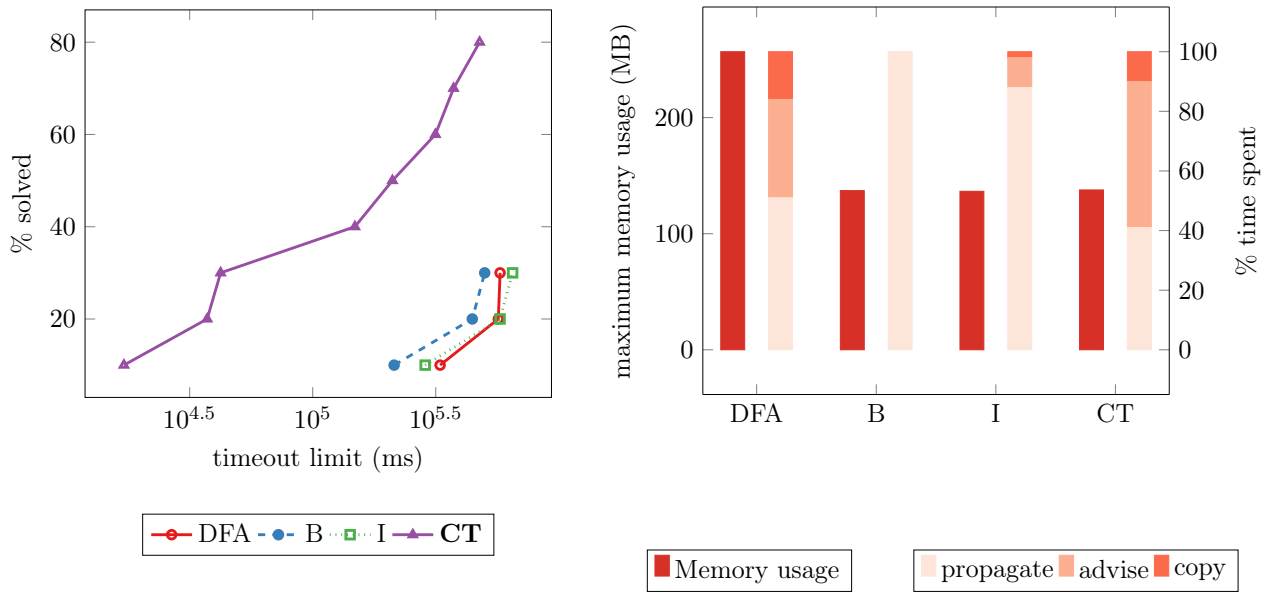 80
60
40
20
% solved
10^4.5
10^5
10^5.5
timeout limit (ms)
DFA
B
I
CT
maximum memory usage (MB)
200
100
0
100
80
60
40
20
0
% time spent
DFA
B
I
CT
Memory usage
propagate
advise
copy